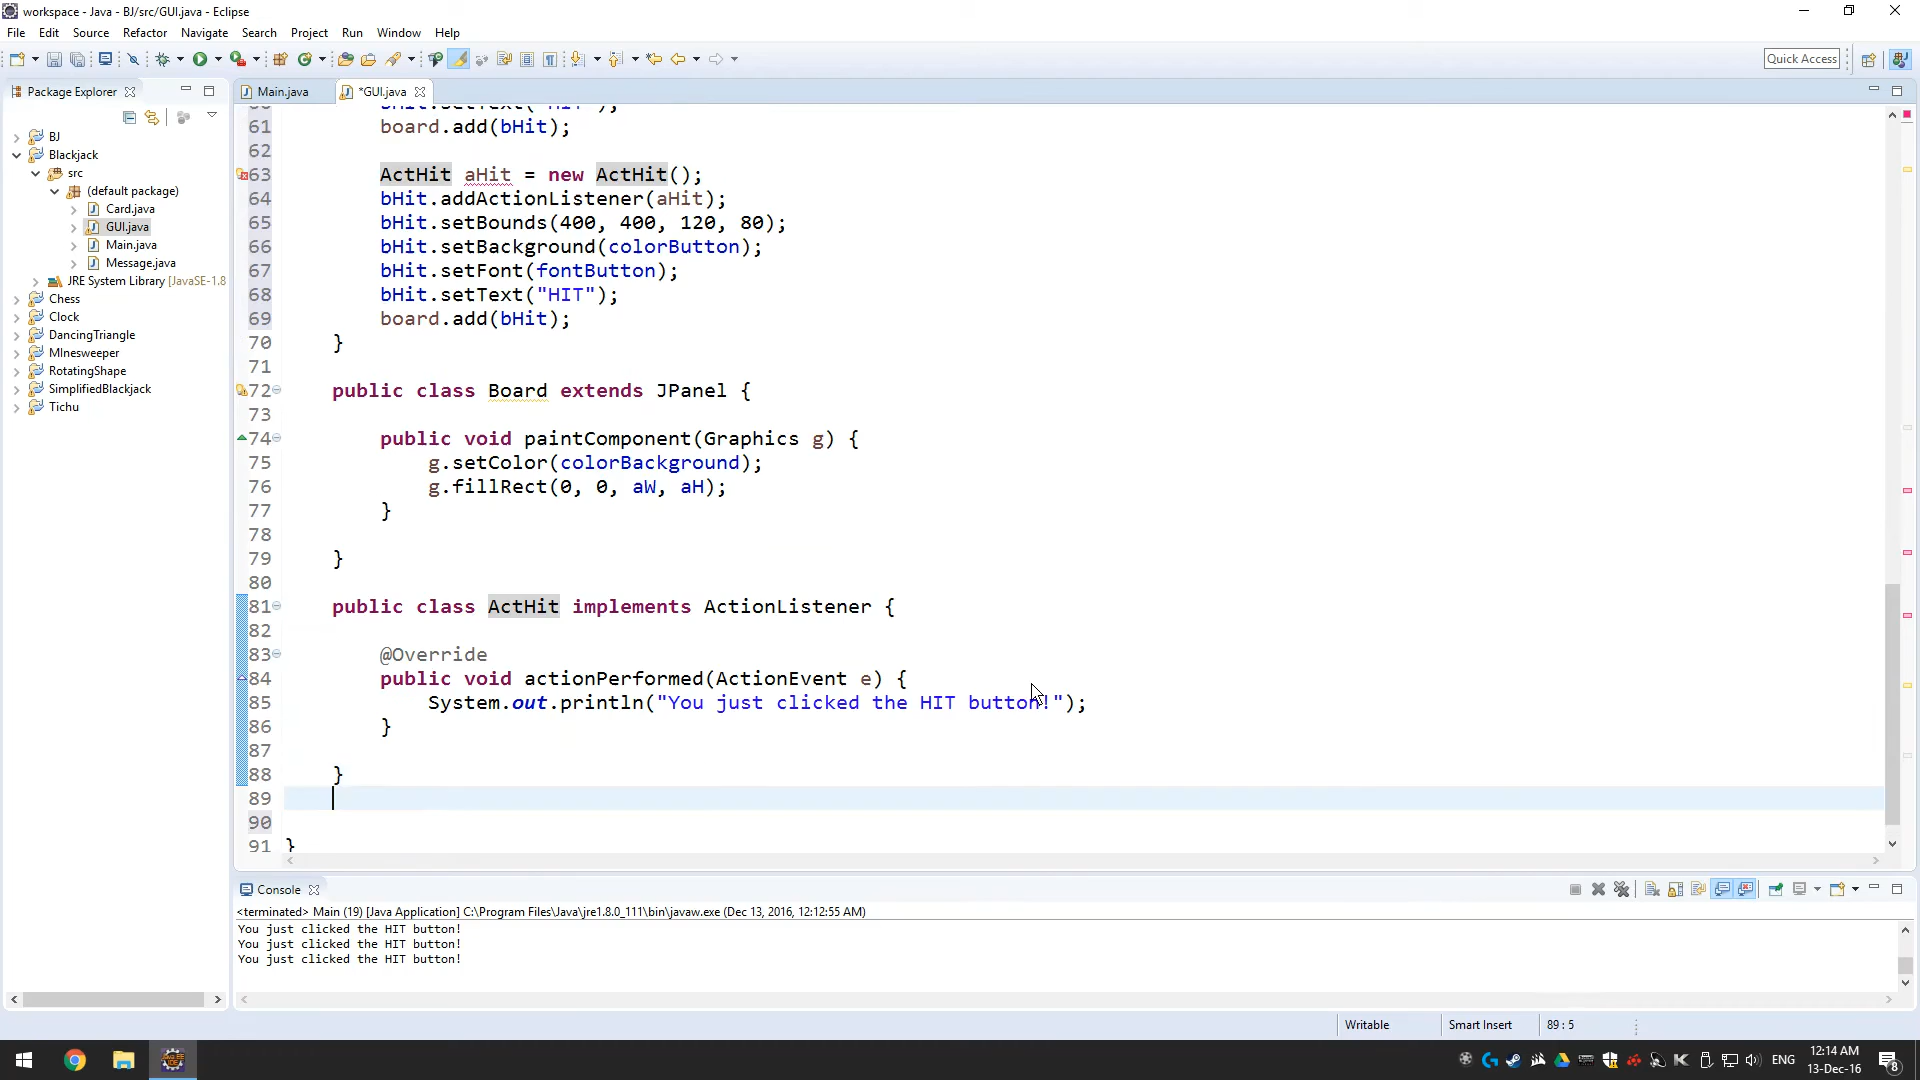 workspace - Java - BJ/src/GUI.java - Eclipse
File Edit Source Refactor Navigate Search Project Run Window Help
Quick Access
Package Explorer
Main.java
*GUI.java
BJ
Blackjack
src
(default package)
Card.java
GUI.java
Main.java
Message.java
JRE System Library [JavaSE-1.8
Chess
Clock
DancingTriangle
MInesweeper
RotatingShape
SimplifiedBlackjack
Tichu
60 bHit.setText("HIT");
61 board.add(bHit);
62
63 ActHit aHit = new ActHit();
64 bHit.addActionListener(aHit);
65 bHit.setBounds(400, 400, 120, 80);
66 bHit.setBackground(colorButton);
67 bHit.setFont(fontButton);
68 bHit.setText("HIT");
69 board.add(bHit);
70 }
71
72 public class Board extends JPanel {
73
74 public void paintComponent(Graphics g) {
75 g.setColor(colorBackground);
76 g.fillRect(0, 0, aW, aH);
77 }
78
79 }
80
81 public class ActHit implements ActionListener {
82
83 @Override
84 public void actionPerformed(ActionEvent e) {
85 System.out.println("You just clicked the HIT button!");
86 }
87
88 }
89
90
91 }
Console
<terminated> Main (19) [Java Application] C:\Program Files\Java\jre1.8.0_111\bin\javaw.exe (Dec 13, 2016, 12:12:55 AM)
You just clicked the HIT button!
You just clicked the HIT button!
You just clicked the HIT button!
Writable
Smart Insert
89 : 5
ENG
12:14 AM
13-Dec-16
8